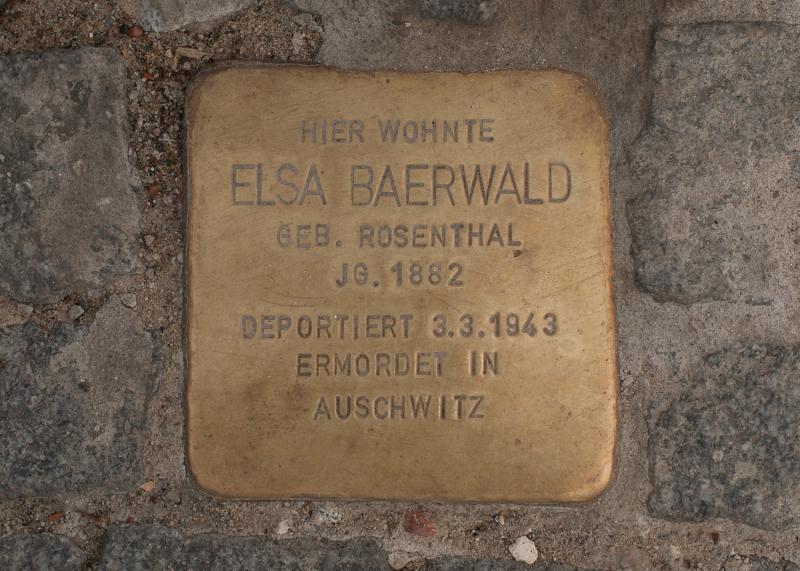 HIER WOHNTE
ELSA BAERWALD
GEB. ROSENTHAL
JG. 1882
DEPORTIERT 3.3.1943
ERMORDET IN
AUSCHWITZ